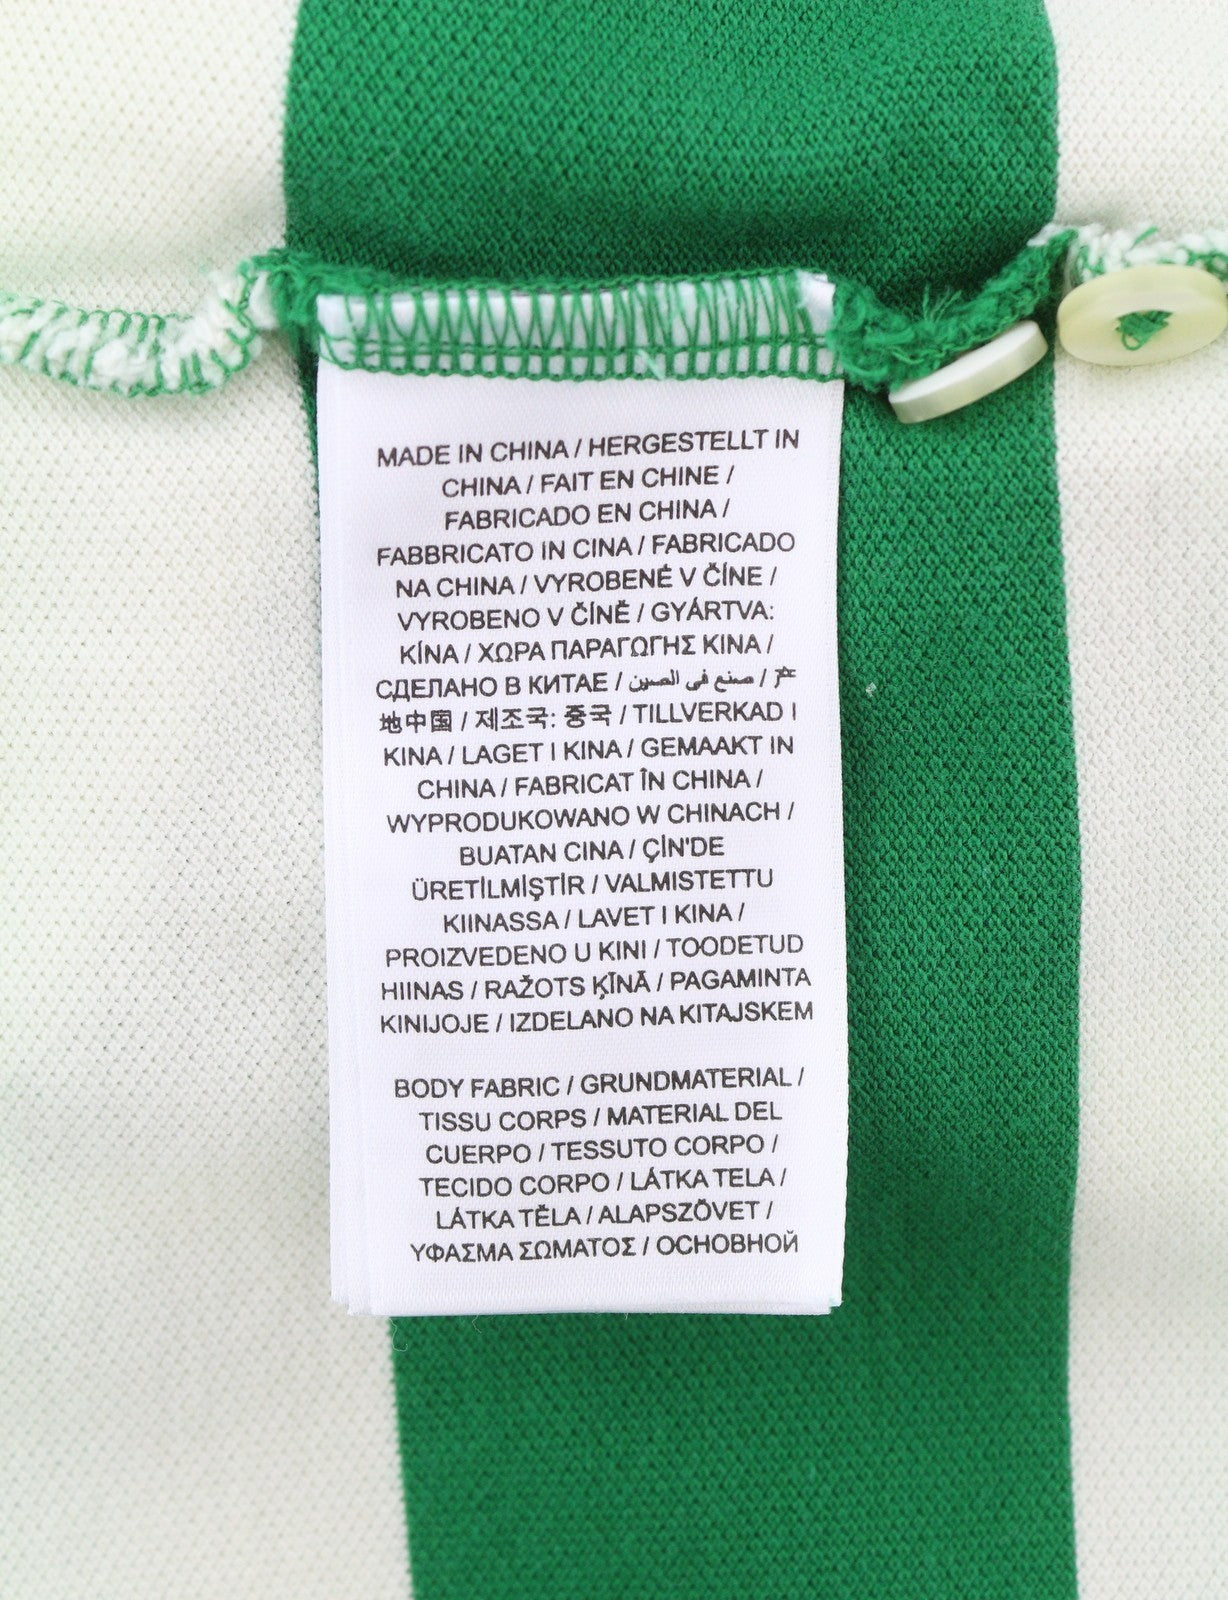 MADE IN CHINA / HERGESTELLT IN
CHINA / FAIT EN CHINE /
FABRICADO EN CHINA /
FABBRICATO IN CINA / FABRICADO
NA CHINA / VYROBENÉ V ČÍNE /
VYROBENO V ČÍNĚ / GYÁRTVA:
KÍNA / ΧΩΡΑ ΠΑΡΑΓΩΓΗΣ ΚΙΝΑ /
СДЕЛАНО В КИТАЕ / صنع في الصين / 产
地中国 / 제조국: 중국 / TILLVERKAD I
KINA / LAGET I KINA / GEMAAKT IN
CHINA / FABRICAT ÎN CHINA /
WYPRODUKOWANO W CHINACH /
BUATAN CINA / ÇİN'DE
ÜRETİLMİŞTİR / VALMISTETTU
KIINASSA / LAVET I KINA /
PROIZVEDENO U KINI / TOODETUD
HIINAS / RAŽOTS ĶĪNĀ / PAGAMINTA
KINIJOJE / IZDELANO NA KITAJSKEM
BODY FABRIC / GRUNDMATERIAL /
TISSU CORPS / MATERIAL DEL
CUERPO / TESSUTO CORPO /
TECIDO CORPO / LÁTKA TELA /
LÁTKA TĚLA / ALAPSZÖVET /
ΥΦΑΣΜΑ ΣΩΜΑΤΟΣ / ОСНОВНОЙ